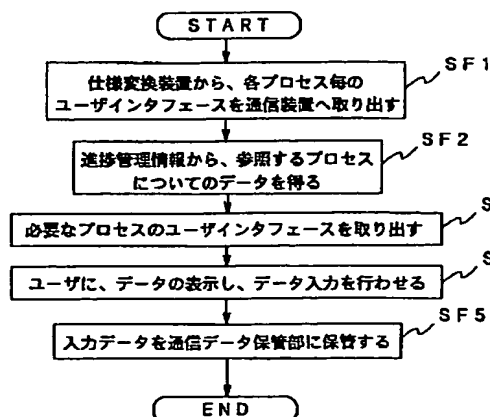 START
仕様変換装置から、各プロセス毎の
ユーザインタフェースを通信装置へ取り出す
SF1
進捗管理情報から、参照するプロセス
についてのデータを得る
SF2
必要なプロセスのユーザインタフェースを取り出す
S
ユーザに、データの表示し、データ入力を行わせる
S
入力データを通信データ保管部に保管する
SF5
END